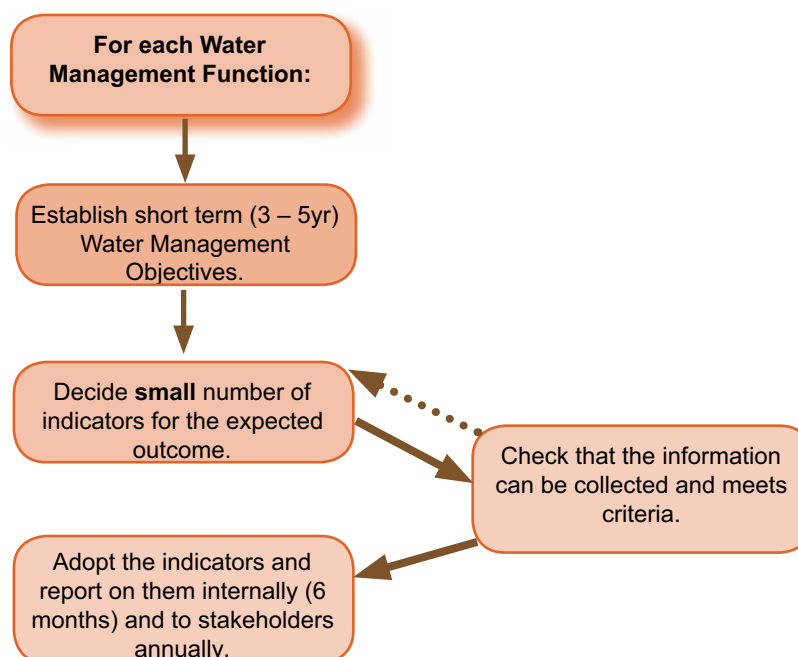 For each Water
Management Function:
Establish short term (3 – 5yr)
Water Management
Objectives.
Decide small number of
indicators for the expected
outcome.
Check that the information
can be collected and meets
criteria.
Adopt the indicators and
report on them internally (6
months) and to stakeholders
annually.